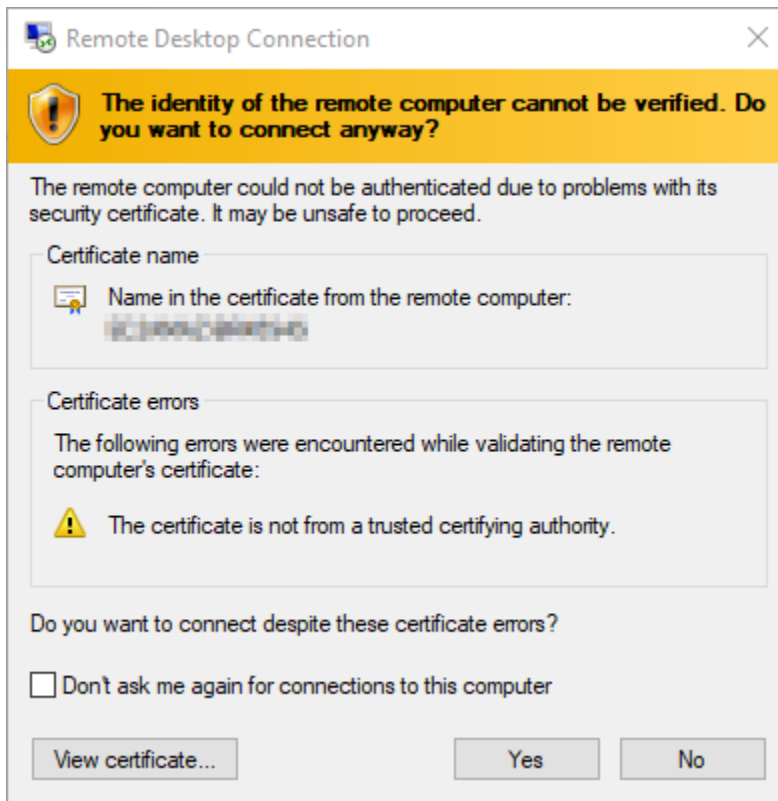 Remote Desktop Connection
The identity of the remote computer cannot be verified. Do
you want to connect anyway?
The remote computer could not be authenticated due to problems with its
security certificate. It may be unsafe to proceed.
Certificate name
Name in the certificate from the remote computer:
Certificate errors
The following errors were encountered while validating the remote
computer's certificate:
The certificate is not from a trusted certifying authority.
Do you want to connect despite these certificate errors?
Don't ask me again for connections to this computer
View certificate...
Yes
No